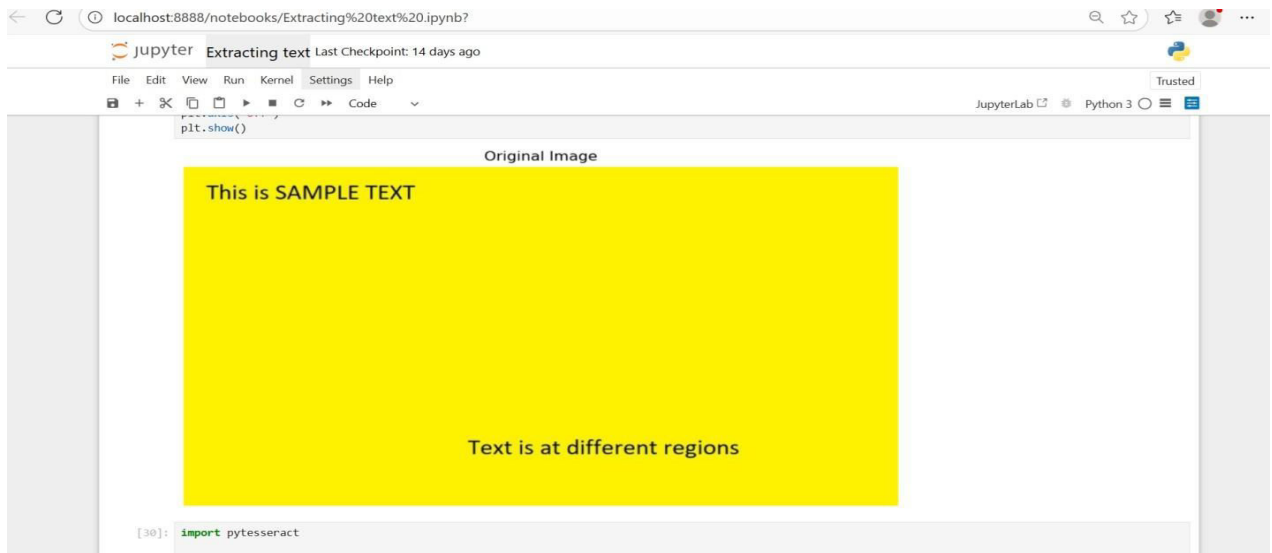 localhost:8888/notebooks/Extracting%20text%20.ipynb?
jupyter Extracting text Last Checkpoint: 14 days ago
File Edit View Run Kernel Settings Help
Trusted
Code
JupyterLab Python 3
plt.show()
Original Image
This is SAMPLE TEXT
Text is at different regions
[30]: import pytesseract